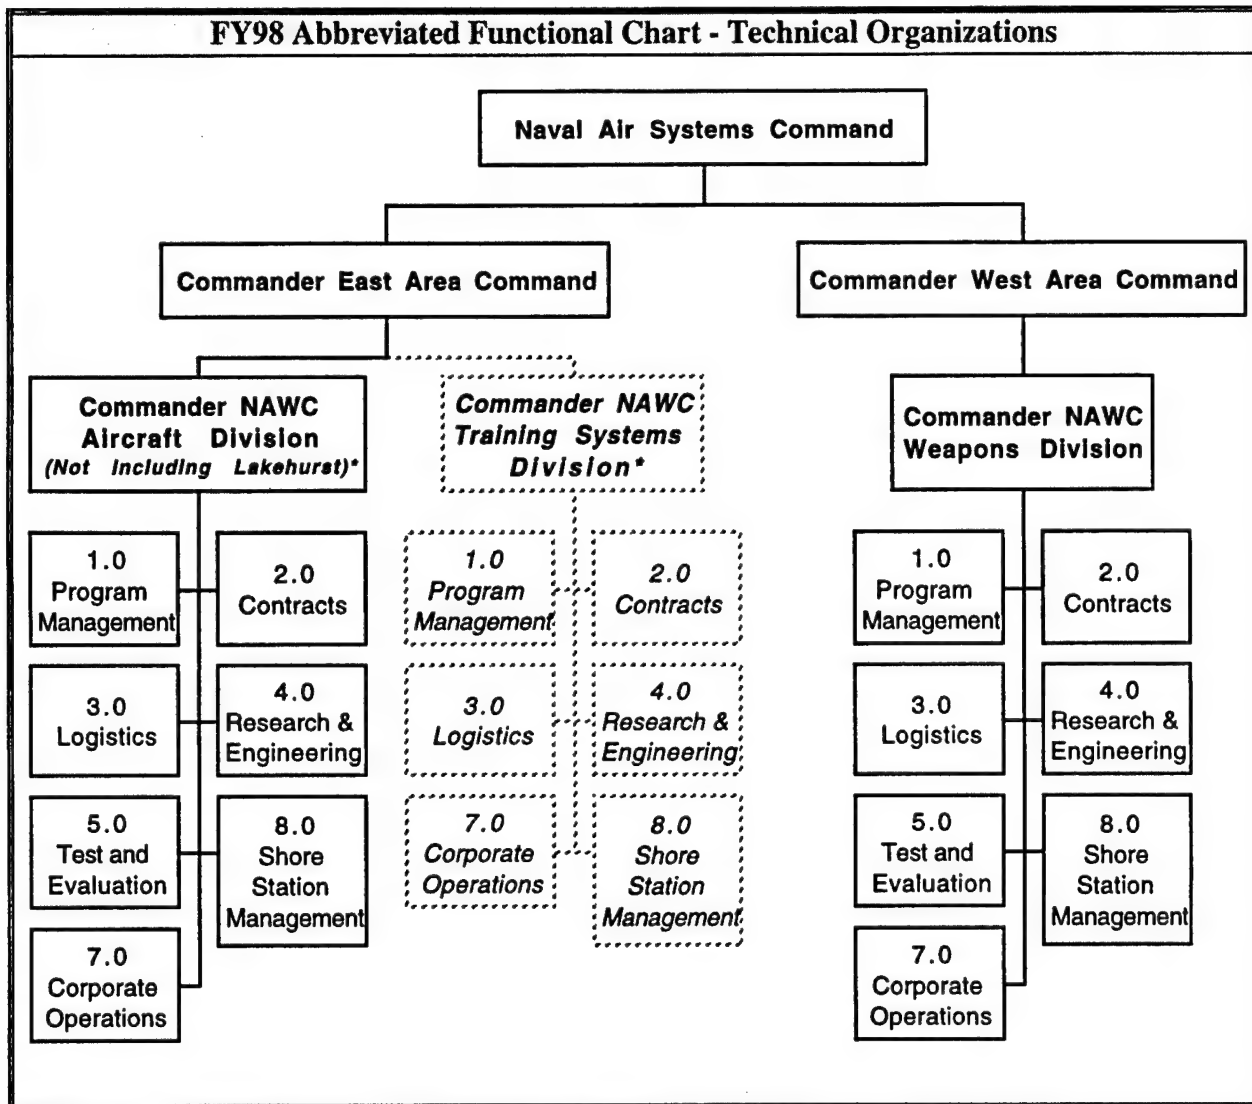 FY98 Abbreviated Functional Chart - Technical Organizations
Naval Air Systems Command
Commander East Area Command
Commander West Area Command
Commander NAWC
Aircraft Division
(Not Including Lakehurst)*
Commander NAWC
Training Systems
Division*
Commander NAWC
Weapons Division
1.0
Program
Management
2.0
Contracts
3.0
Logistics
4.0
Research &
Engineering
5.0
Test and
Evaluation
8.0
Shore
Station
Management
7.0
Corporate
Operations
1.0
Program
Management
2.0
Contracts
3.0
Logistics
4.0
Research &
Engineering
7.0
Corporate
Operations
8.0
Shore
Station
Management
1.0
Program
Management
2.0
Contracts
3.0
Logistics
4.0
Research &
Engineering
5.0
Test and
Evaluation
8.0
Shore
Station
Management
7.0
Corporate
Operations